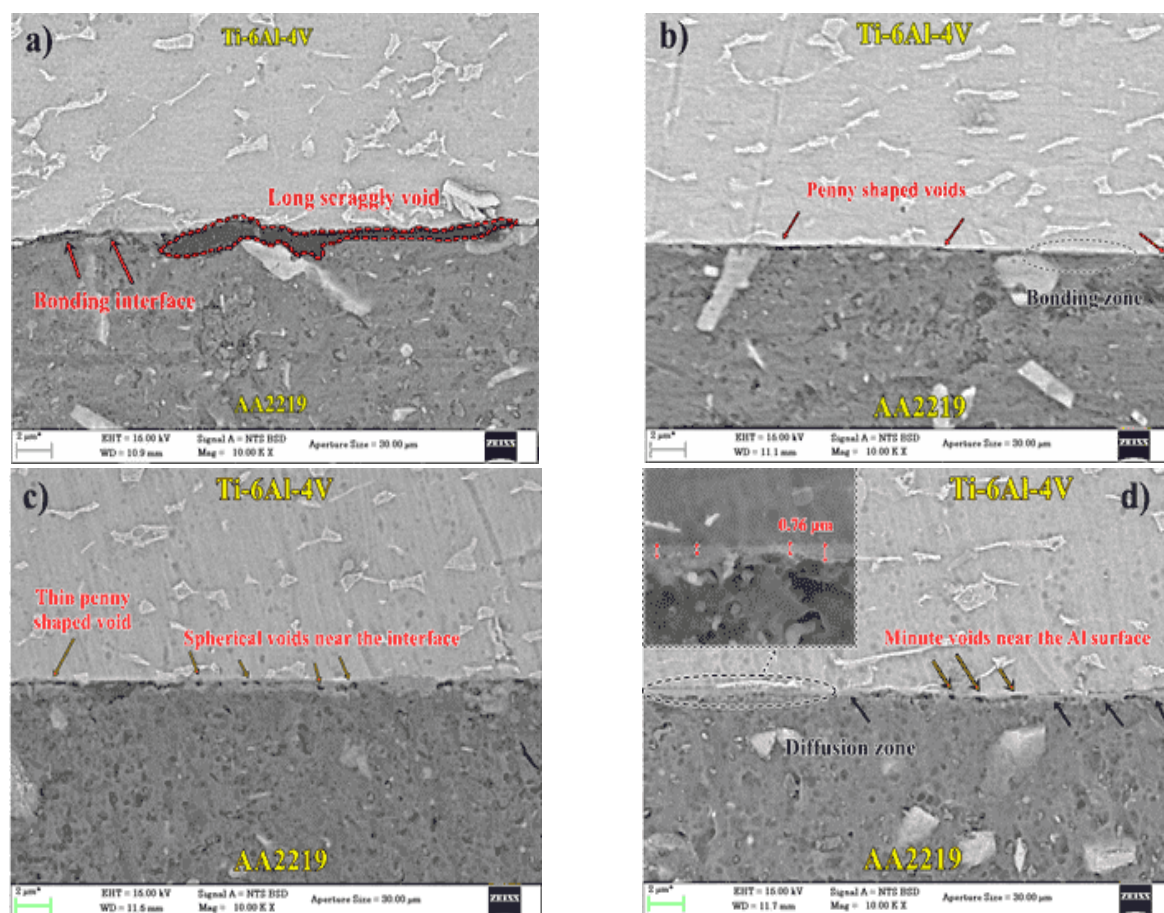 a)
Ti-6Al-4V
Long scraggly void
Bonding interface
AA2219
2 µm*
EHT = 15.00 kV
Signal A = NTS BSD
Aperture Size = 30.00 µm
ZEISS
WD = 10.9 mm
Mag = 10.00 K X
b)
Ti-6Al-4V
Penny shaped voids
Bonding zone
AA2219
2 µm*
EHT = 15.00 kV
Signal A = NTS BSD
Aperture Size = 30.00 µm
ZEISS
WD = 11.1 mm
Mag = 10.00 K X
c)
Ti-6Al-4V
Thin penny
shaped void
Spherical voids near the interface
AA2219
2 µm*
EHT = 15.00 kV
Signal A = NTS BSD
Aperture Size = 30.00 µm
ZEISS
WD = 11.6 mm
Mag = 10.00 K X
d)
Ti-6Al-4V
0.76 µm
Minute voids near the Al surface
Diffusion zone
AA2219
2 µm*
EHT = 15.00 kV
Signal A = NTS BSD
Aperture Size = 30.00 µm
ZEISS
WD = 11.7 mm
Mag = 10.00 K X